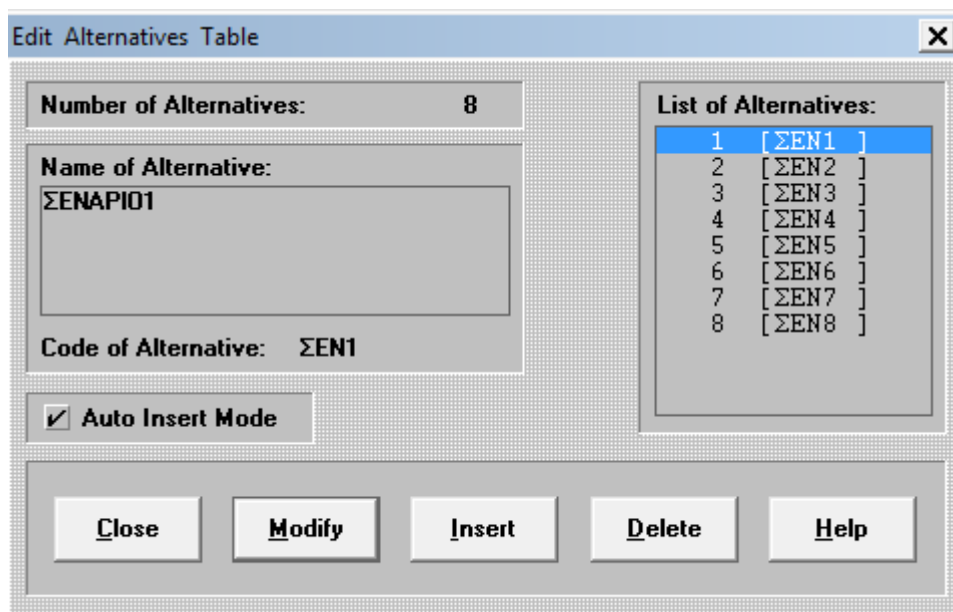 Edit Alternatives Table
Number of Alternatives: 8
Name of Alternative:
ΣΕΝΑΡΙΟ1
Code of Alternative: ΣΕΝ1
Auto Insert Mode
List of Alternatives:
1 [ΣΕΝ1 ]
2 [ΣΕΝ2 ]
3 [ΣΕΝ3 ]
4 [ΣΕΝ4 ]
5 [ΣΕΝ5 ]
6 [ΣΕΝ6 ]
7 [ΣΕΝ7 ]
8 [ΣΕΝ8 ]
Close Modify Insert Delete Help